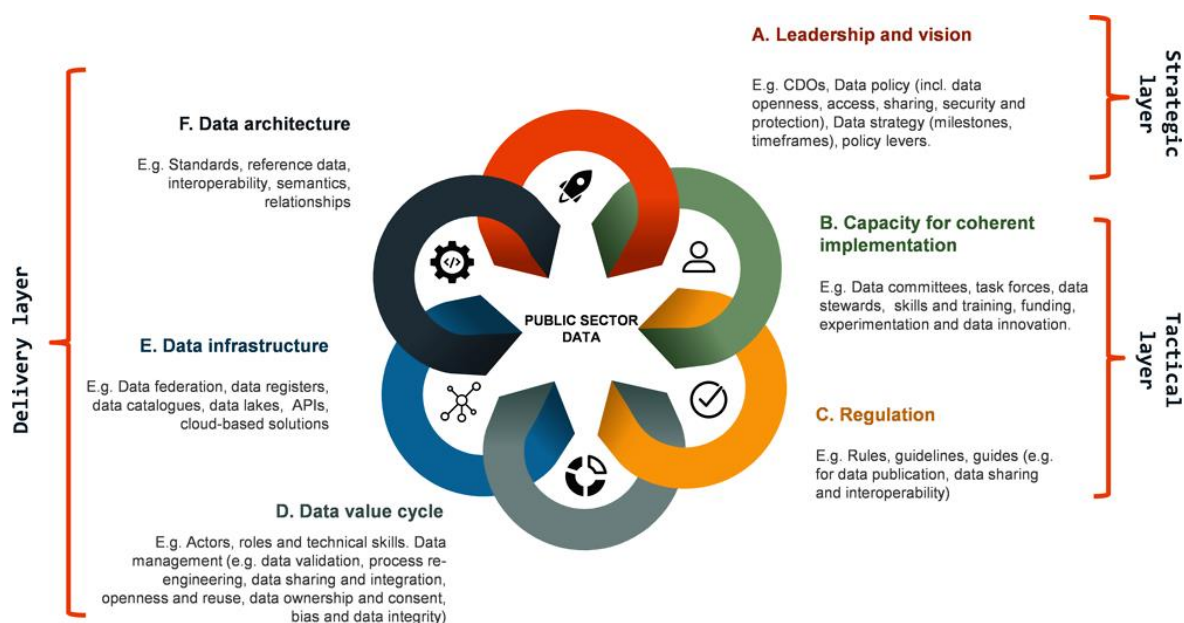 A. Leadership and vision
E.g. CDOs, Data policy (incl. data
openness, access, sharing, security and
protection), Data strategy (milestones,
timeframes), policy levers.
Strategic
layer
B. Capacity for coherent
implementation
E.g. Data committees, task forces, data
stewards, skills and training, funding,
experimentation and data innovation.
C. Regulation
E.g. Rules, guidelines, guides (e.g.
for data publication, data sharing
and interoperability)
Tactical
layer
PUBLIC SECTOR
DATA
</>
D. Data value cycle
E.g. Actors, roles and technical skills. Data
management (e.g. data validation, process re-
engineering, data sharing and integration,
openness and reuse, data ownership and consent,
bias and data integrity)
E. Data infrastructure
E.g. Data federation, data registers,
data catalogues, data lakes, APIs,
cloud-based solutions
F. Data architecture
E.g. Standards, reference data,
interoperability, semantics,
relationships
Delivery layer